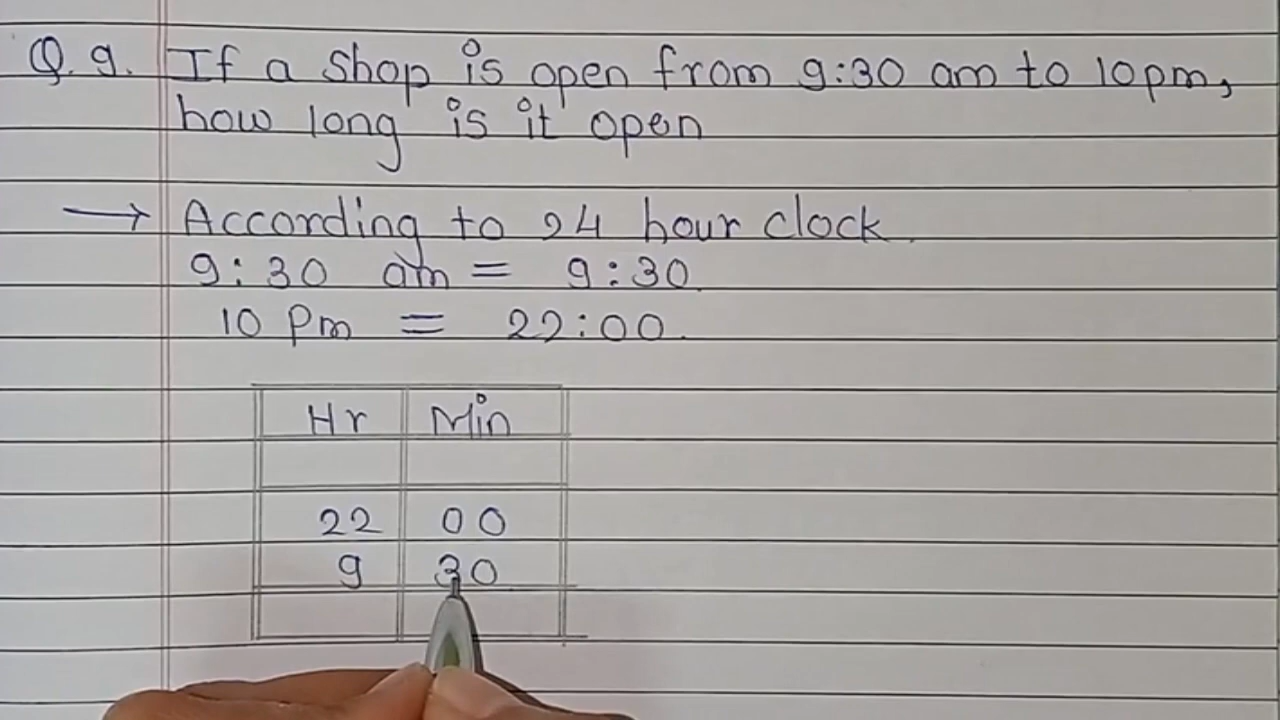 Q. 9. If a shop is open from 9:30 am to 10pm,
how long is it open
→ According to 24 hour clock.
9:30 am = 9:30.
10 Pm = 22:00.
Hr Min
22 00
9 30